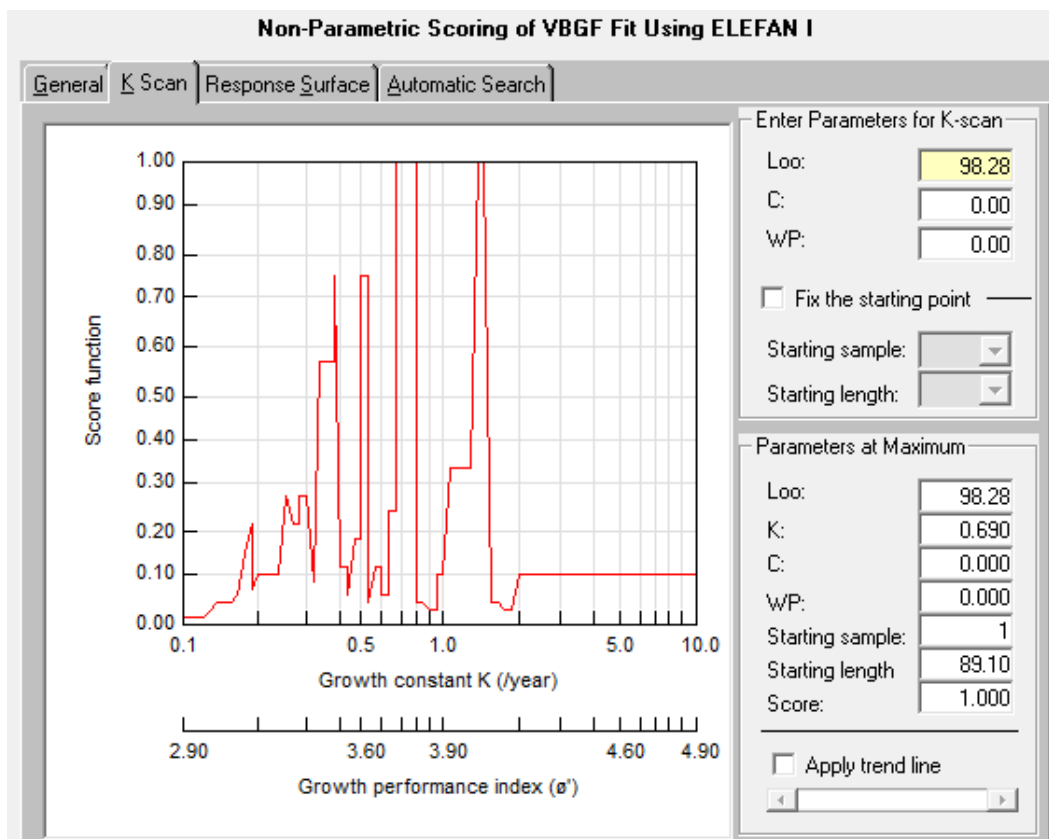 Non-Parametric Scoring of VBGF Fit Using ELEFAN I
General K Scan Response Surface Automatic Search
Score function
1.00
0.90
0.80
0.70
0.60
0.50
0.40
0.30
0.20
0.10
0.00
0.1 0.5 1.0 5.0 10.0
Growth constant K (/year)
2.90 3.60 3.90 4.60 4.90
Growth performance index (ø')
Enter Parameters for K-scan
Loo: 98.28
C: 0.00
WP: 0.00
Fix the starting point
Starting sample:
Starting length:
Parameters at Maximum
Loo: 98.28
K: 0.690
C: 0.000
WP: 0.000
Starting sample: 1
Starting length 89.10
Score: 1.000
Apply trend line